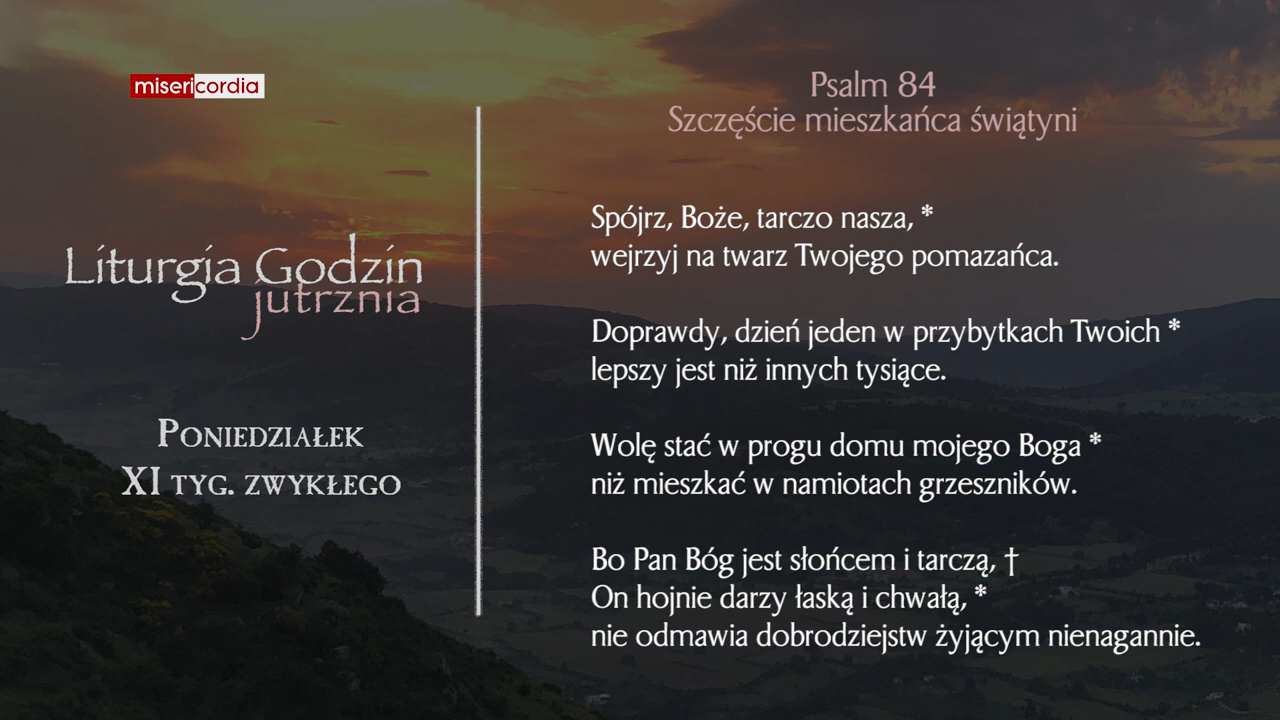 misericordia
Liturgia Godzin
jutrznia
Poniedziałek
XI tyg. zwykłego
Psalm 84
Szczęście mieszkańca świątyni
Spójrz, Boże, tarczo nasza, *
wejrzyj na twarz Twojego pomazańca.
Doprawdy, dzień jeden w przybytkach Twoich *
lepszy jest niż innych tysiące.
Wolę stać w progu domu mojego Boga *
niż mieszkać w namiotach grzeszników.
Bo Pan Bóg jest słońcem i tarczą, †
On hojnie darzy łaską i chwałą, *
nie odmawia dobrodziejstw żyjącym nienagannie.